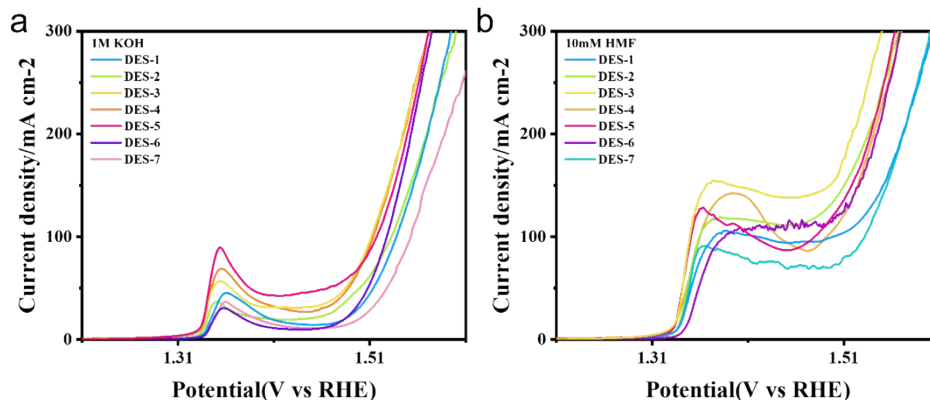 a
1M KOH
DES-1
DES-2
DES-3
DES-4
DES-5
DES-6
DES-7
300
200
100
0
1.31
1.51
Current density/mA cm-2
Potential(V vs RHE)
b
10mM HMF
DES-1
DES-2
DES-3
DES-4
DES-5
DES-6
DES-7
300
200
100
0
1.31
1.51
Current density/mA cm-2
Potential(V vs RHE)